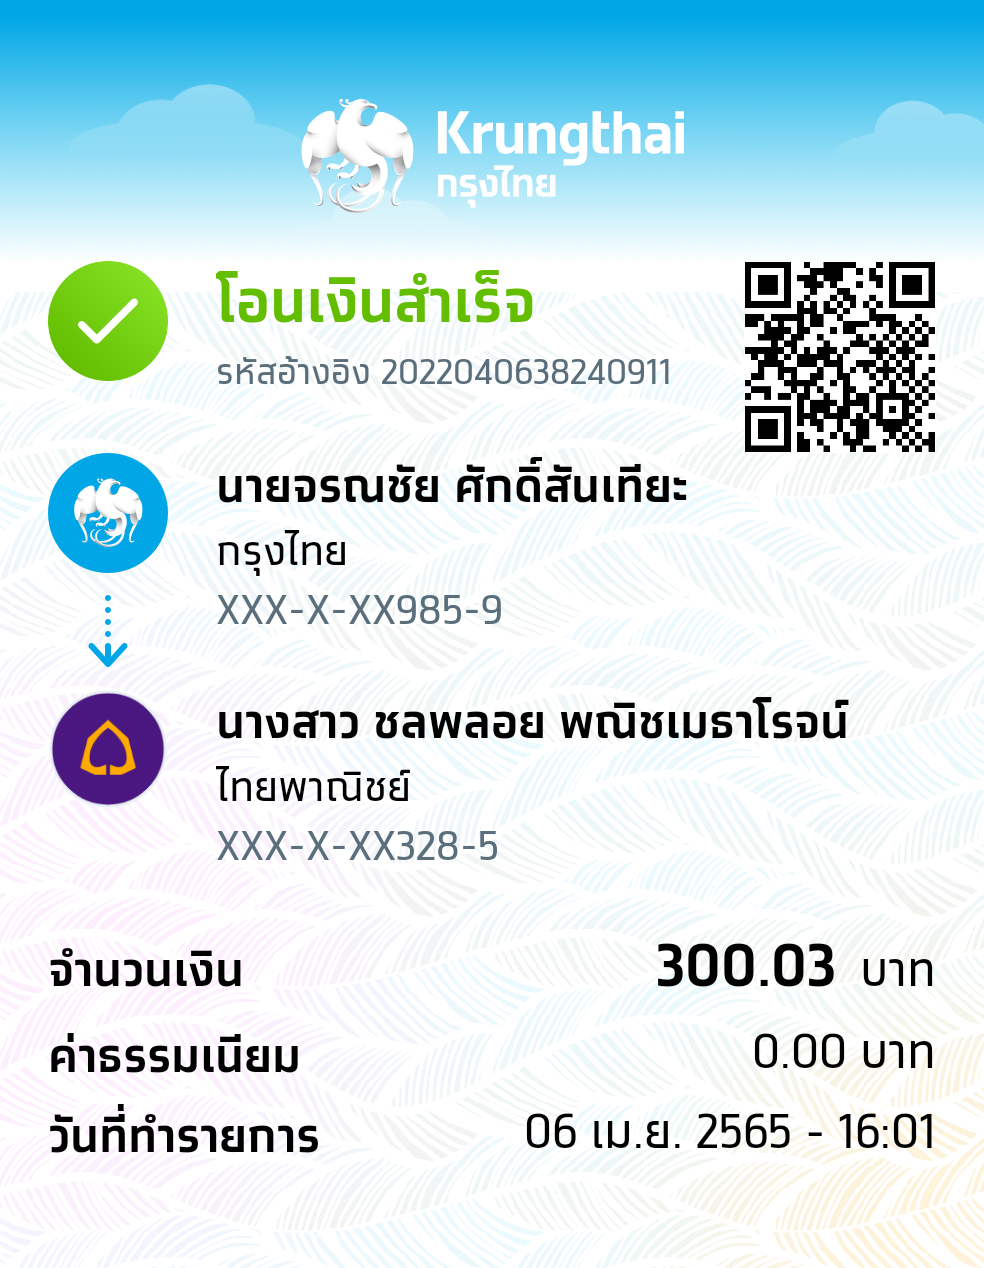 Krungthai
กรุงไทย
โอนเงินสำเร็จ
รหัสอ้างอิง 2022040638240911
นายจรณชัย ศักดิ์สันเทียะ
กรุงไทย
XXX-X-XX985-9
นางสาว ชลพลอย พณิชเมธาโรจน์
ไทยพาณิชย์
XXX-X-XX328-5
จำนวนเงิน 300.03 บาท
ค่าธรรมเนียม 0.00 บาท
วันที่ทำรายการ 06 เม.ย. 2565 - 16:01